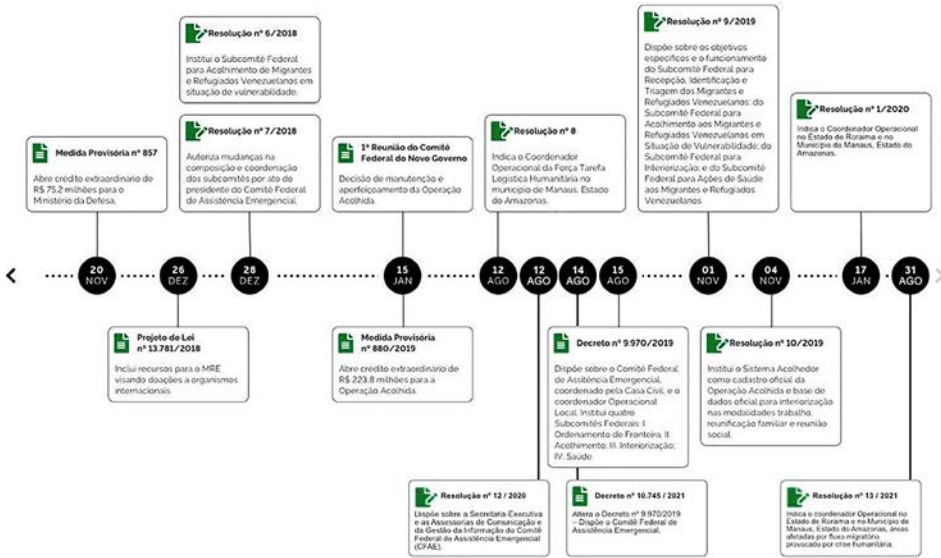 Resolução nº 6/2018
Institui o Subcomitê Federal
para Acolhimento de Migrantes
e Refugiados Venezuelanos em
situação de vulnerabilidade.
Resolução nº 9/2019
Dispõe sobre os objetivos
específicos e o funcionamento
do Subcomitê Federal para
Recepção, Identificação e
Triagem dos Migrantes e
Refugiados Venezuelanos; do
Subcomitê Federal para
Acolhimento aos Migrantes e
Refugiados Venezuelanos em
Situação de Vulnerabilidade, do
Subcomitê Federal para
Interiorização; e do Subcomitê
Federal para Ações de Saúde
aos Migrantes e Refugiados
Venezuelanos
Medida Provisória nº 857
Abre crédito extraordinário de
R$ 75,2 milhões para o
Ministério da Defesa.
Resolução nº 7/2018
Autoriza mudanças na
composição e coordenação
dos subcomitês por ato de
presidente do Comitê Federal
de Assistência Emergencial.
1ª Reunião do Comitê
Federal do Novo Governo
Decisão de manutenção e
aperfeiçoamento da Operação
Acolhida.
Resolução nº 8
Indica o Coordenador
Operacional da Força Tarefa
Logística Humanitária no
município de Manaus, Estado
do Amazonas.
Resolução nº 1/2020
Indica o Coordenador Operacional
no Estado de Roraima e no
Município de Manaus, Estado do
Amazonas.
20 NOV
26 DEZ
28 DEZ
15 JAN
12 AGO
12 AGO
14 AGO
15 AGO
01 NOV
04 NOV
17 JAN
31 AGO
Projeto de Lei
nº 13.781/2018
Inclui recursos para o MRE
visando doações a organismos
internacionais.
Medida Provisória
nº 880/2019
Abre crédito extraordinário de
R$ 223,8 milhões para a
Operação Acolhida.
Decreto nº 9.970/2019
Dispõe sobre o Comitê Federal
de Assitência Emergencial,
coordenado pela Casa Civil, e o
coordenador Operacional
Local. Institui quatro
Subcomitês Federais: I.
Ordenamento de Fronteira; II.
Acolhimento; III. Interiorização;
IV. Saúde.
Resolução nº 10/2019
Institui o Sistema Acolhedor
como cadastro oficial da
Operação Acolhida e base de
dados oficial para interiorização
nas modalidades trabalho,
reunificação familiar e reunião
social.
Resolução nº 12 / 2020
Dispõe sobre a Secretaria-Executiva
e as Assessorias de Comunicação e
da Gestão da Informação do Comitê
Federal de Assistência Emergencial
(CFAE).
Decreto nº 10.745 / 2021
Altera o Decreto nº 9.970/2019
– Dispõe o Comitê Federal de
Assistência Emergencial.
Resolução nº 13 / 2021
Indica o coordenador Operacional no
Estado de Roraima e no Município de
Manaus, Estado do Amazonas, áreas
afetadas por fluxo migratório
provocado por crise humanitária.